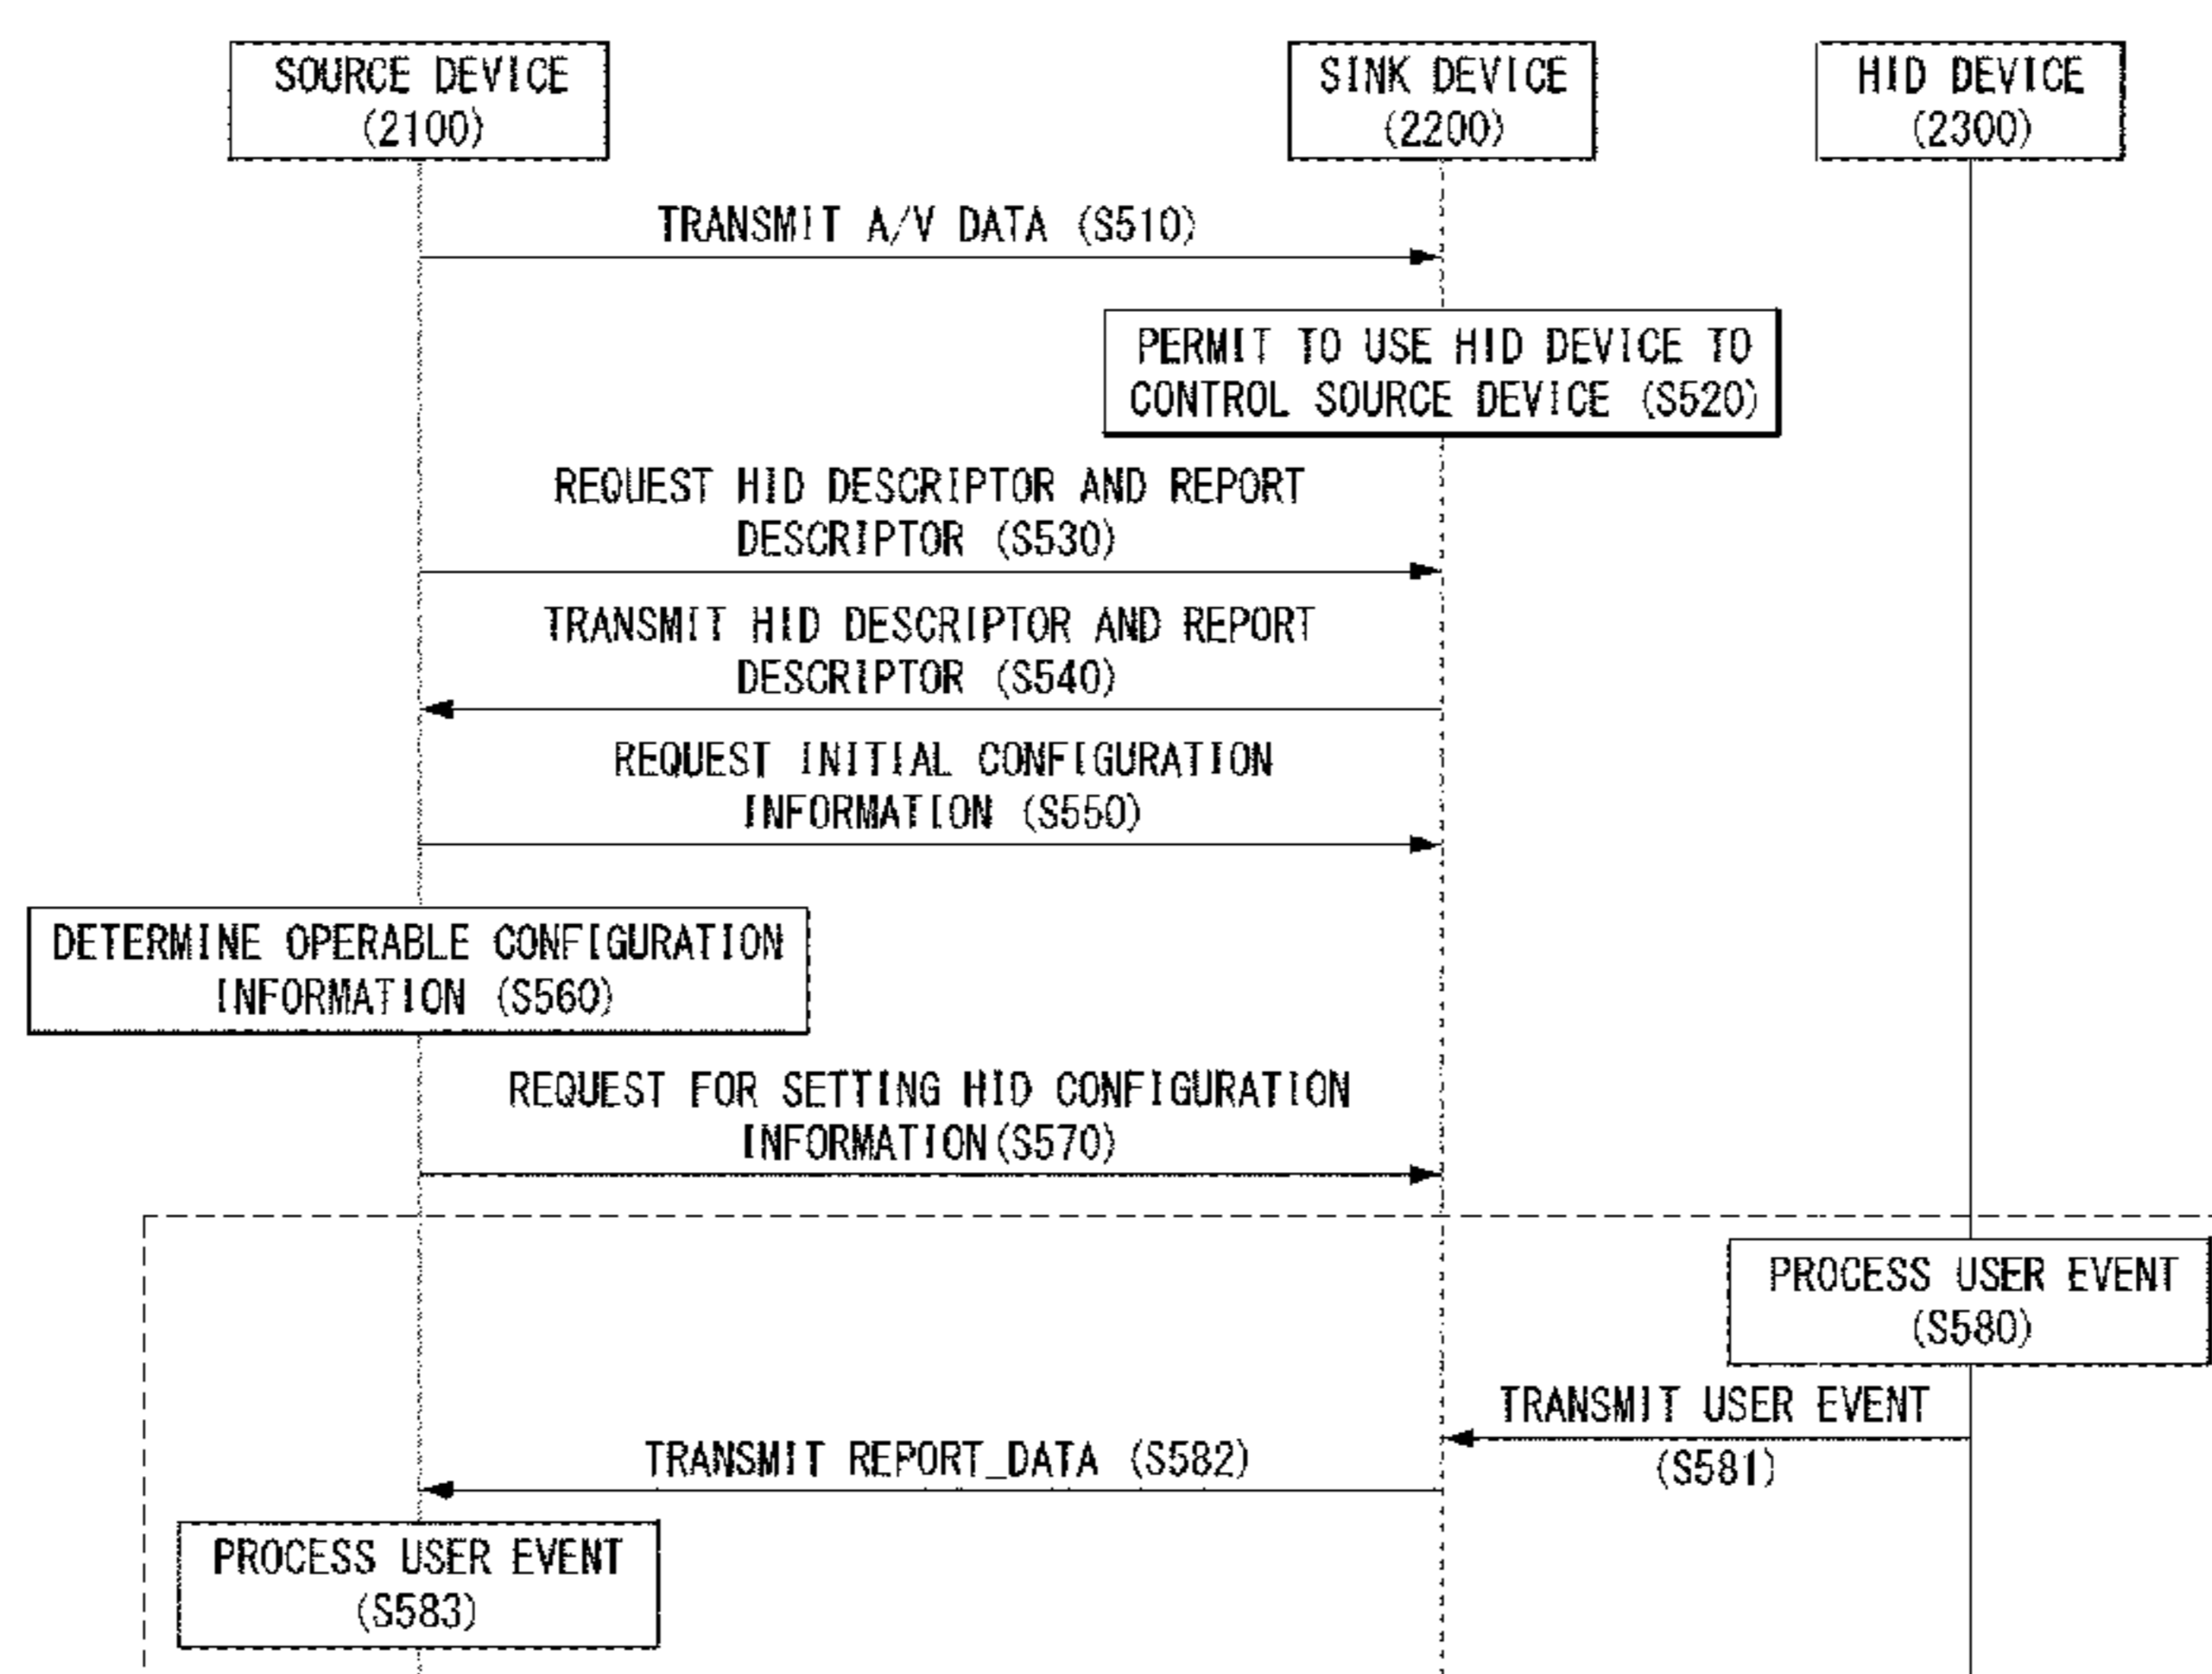 SOURCE DEVICE
(2100)
SINK DEVICE
(2200)
HID DEVICE
(2300)
TRANSMIT A/V DATA (S510)
PERMIT TO USE HID DEVICE TO
CONTROL SOURCE DEVICE (S520)
REQUEST HID DESCRIPTOR AND REPORT
DESCRIPTOR (S530)
TRANSMIT HID DESCRIPTOR AND REPORT
DESCRIPTOR (S540)
REQUEST INITIAL CONFIGURATION
INFORMATION (S550)
DETERMINE OPERABLE CONFIGURATION
INFORMATION (S560)
REQUEST FOR SETTING HID CONFIGURATION
INFORMATION(S570)
PROCESS USER EVENT
(S580)
TRANSMIT USER EVENT
(S581)
TRANSMIT REPORT_DATA (S582)
PROCESS USER EVENT
(S583)